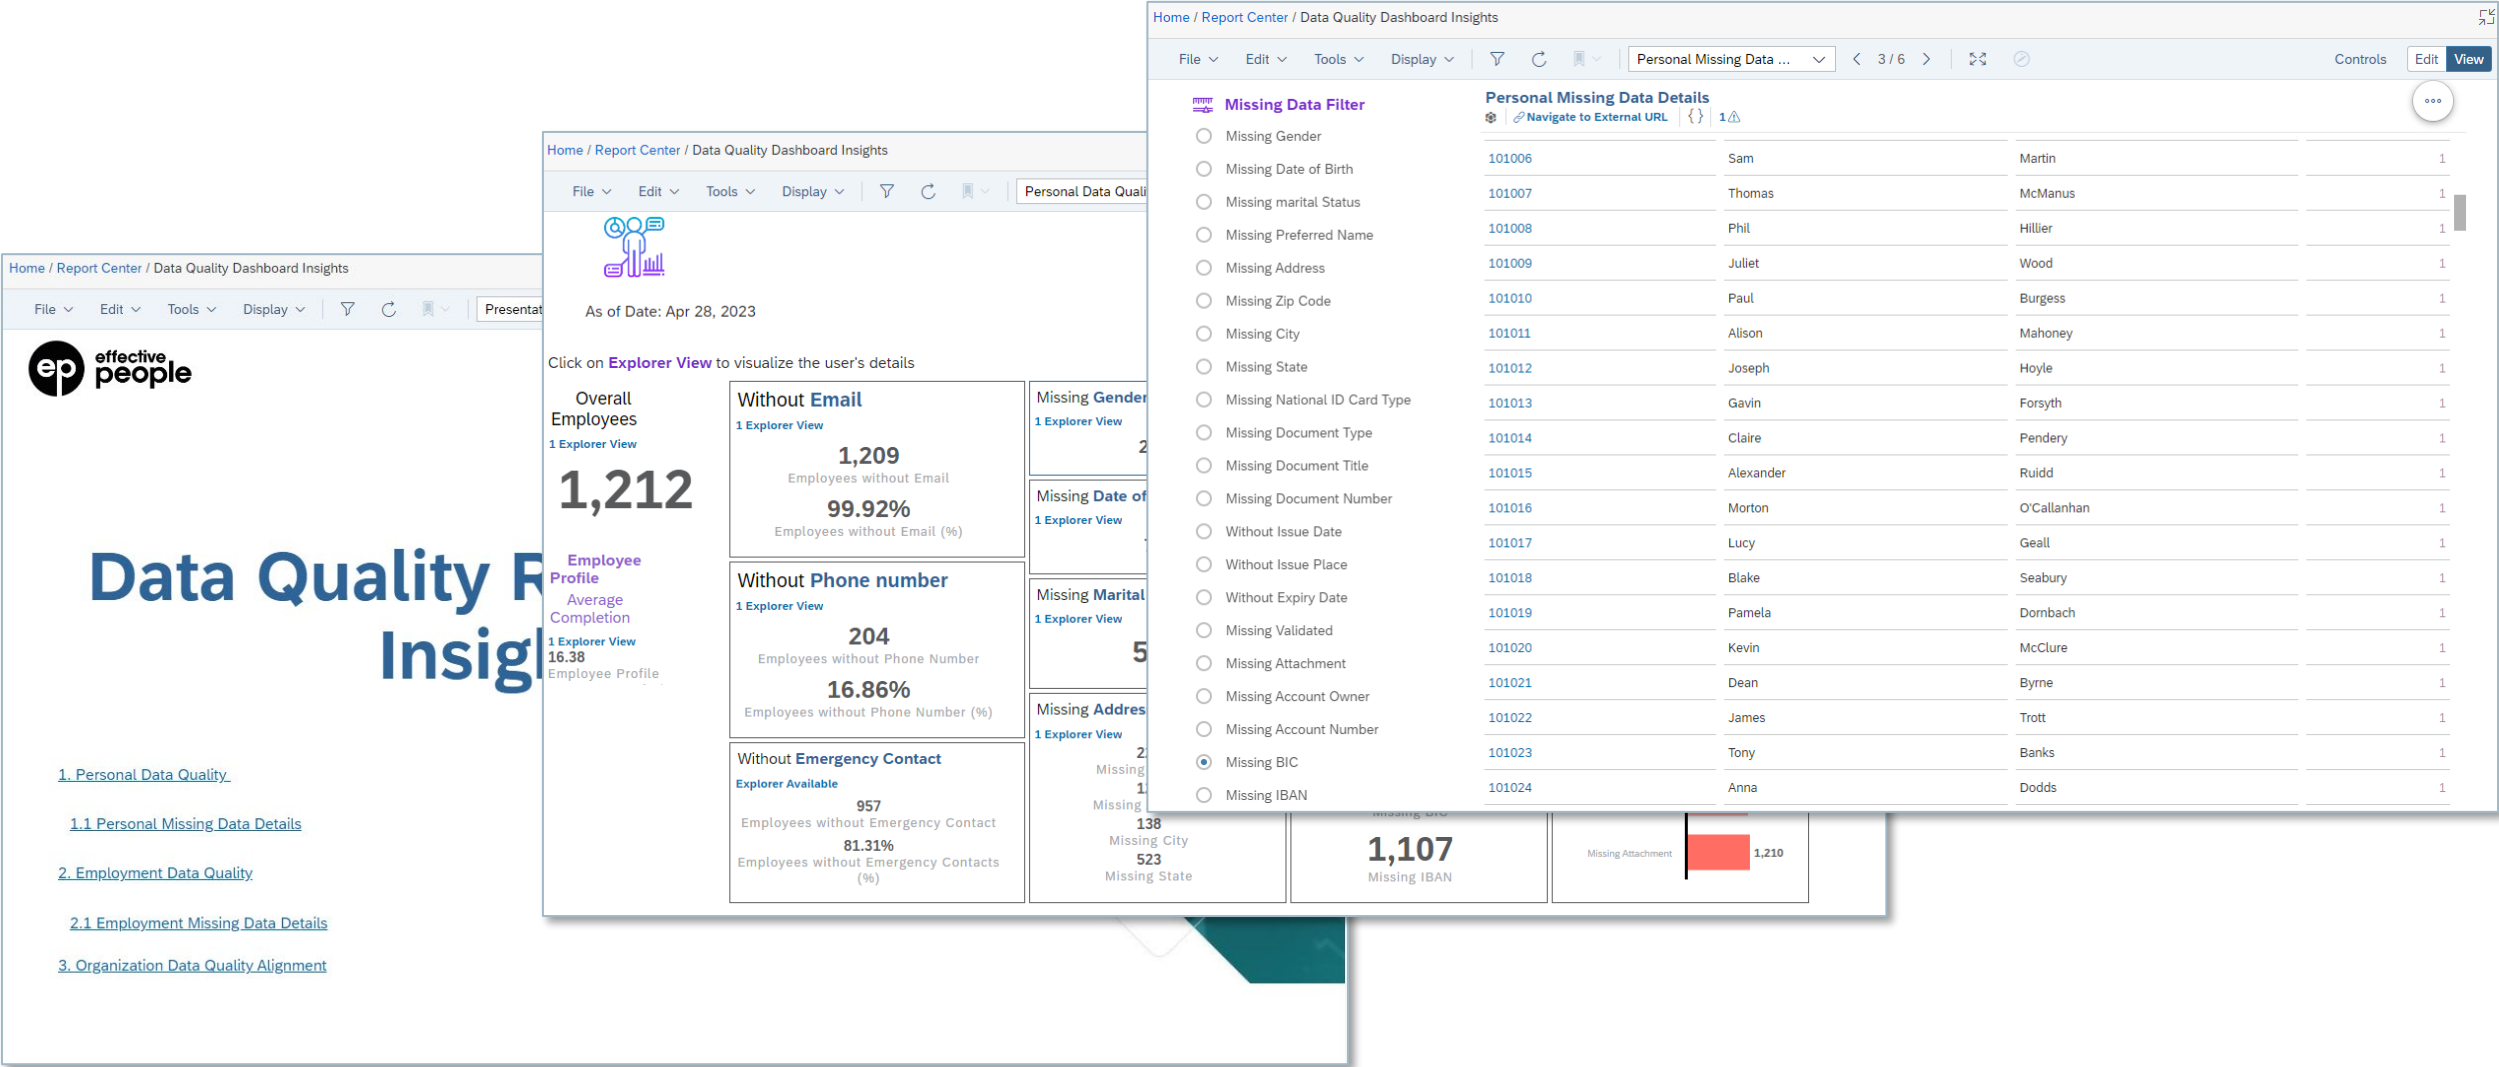 Home / Report Center / Data Quality Dashboard Insights
File Edit Tools Display Presentat
effective people
ep
Data Quality
Insig
1. Personal Data Quality
1.1 Personal Missing Data Details
2. Employment Data Quality
2.1 Employment Missing Data Details
3. Organization Data Quality Alignment
Home / Report Center / Data Quality Dashboard Insights
File Edit Tools Display Personal Data Quali
As of Date: Apr 28, 2023
Click on Explorer View to visualize the user's details
Overall
Employees
1 Explorer View
1,212
Employee
Profile
Average
Completion
1 Explorer View
16.38
Employee Profile
Without Email
1 Explorer View
1,209
Employees without Email
99.92%
Employees without Email (%)
Without Phone number
1 Explorer View
204
Employees without Phone Number
16.86%
Employees without Phone Number (%)
Without Emergency Contact
Explorer Available
957
Employees without Emergency Contact
81.31%
Employees without Emergency Contacts
(%)
Missing Gender
1 Explorer View
2
Missing Date of
1 Explorer View
Missing Marital
1 Explorer View
5
Missing Addres
1 Explorer View
2
Missing
1
Missing
138
Missing City
523
Missing State
Missing BIC
1,107
Missing IBAN
Missing Attachment 1,210
Home / Report Center / Data Quality Dashboard Insights
File Edit Tools Display Personal Missing Data ... 3 / 6 Controls Edit View
Missing Data Filter
Missing Gender
Missing Date of Birth
Missing marital Status
Missing Preferred Name
Missing Address
Missing Zip Code
Missing City
Missing State
Missing National ID Card Type
Missing Document Type
Missing Document Title
Missing Document Number
Without Issue Date
Without Issue Place
Without Expiry Date
Missing Validated
Missing Attachment
Missing Account Owner
Missing Account Number
Missing BIC
Missing IBAN
Personal Missing Data Details
Navigate to External URL { } 1
101006 Sam Martin 1
101007 Thomas McManus 1
101008 Phil Hillier 1
101009 Juliet Wood 1
101010 Paul Burgess 1
101011 Alison Mahoney 1
101012 Joseph Hoyle 1
101013 Gavin Forsyth 1
101014 Claire Pendery 1
101015 Alexander Ruidd 1
101016 Morton O'Callanhan 1
101017 Lucy Geall 1
101018 Blake Seabury 1
101019 Pamela Dornbach 1
101020 Kevin McClure 1
101021 Dean Byrne 1
101022 James Trott 1
101023 Tony Banks 1
101024 Anna Dodds 1